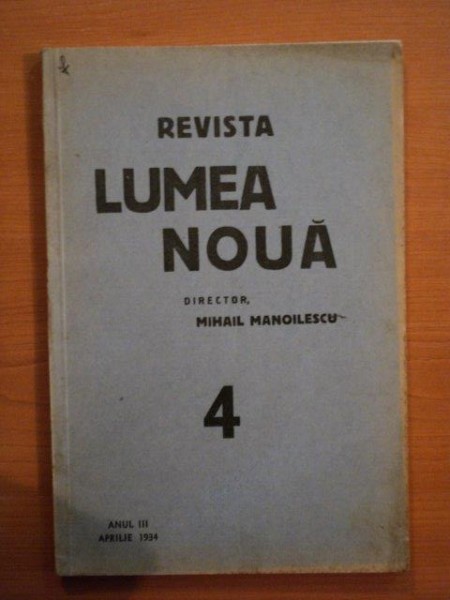 REVISTA
LUMEA
NOUĂ
DIRECTOR,
MIHAIL MANOILESCU
4
ANUL III
APRILIE 1934